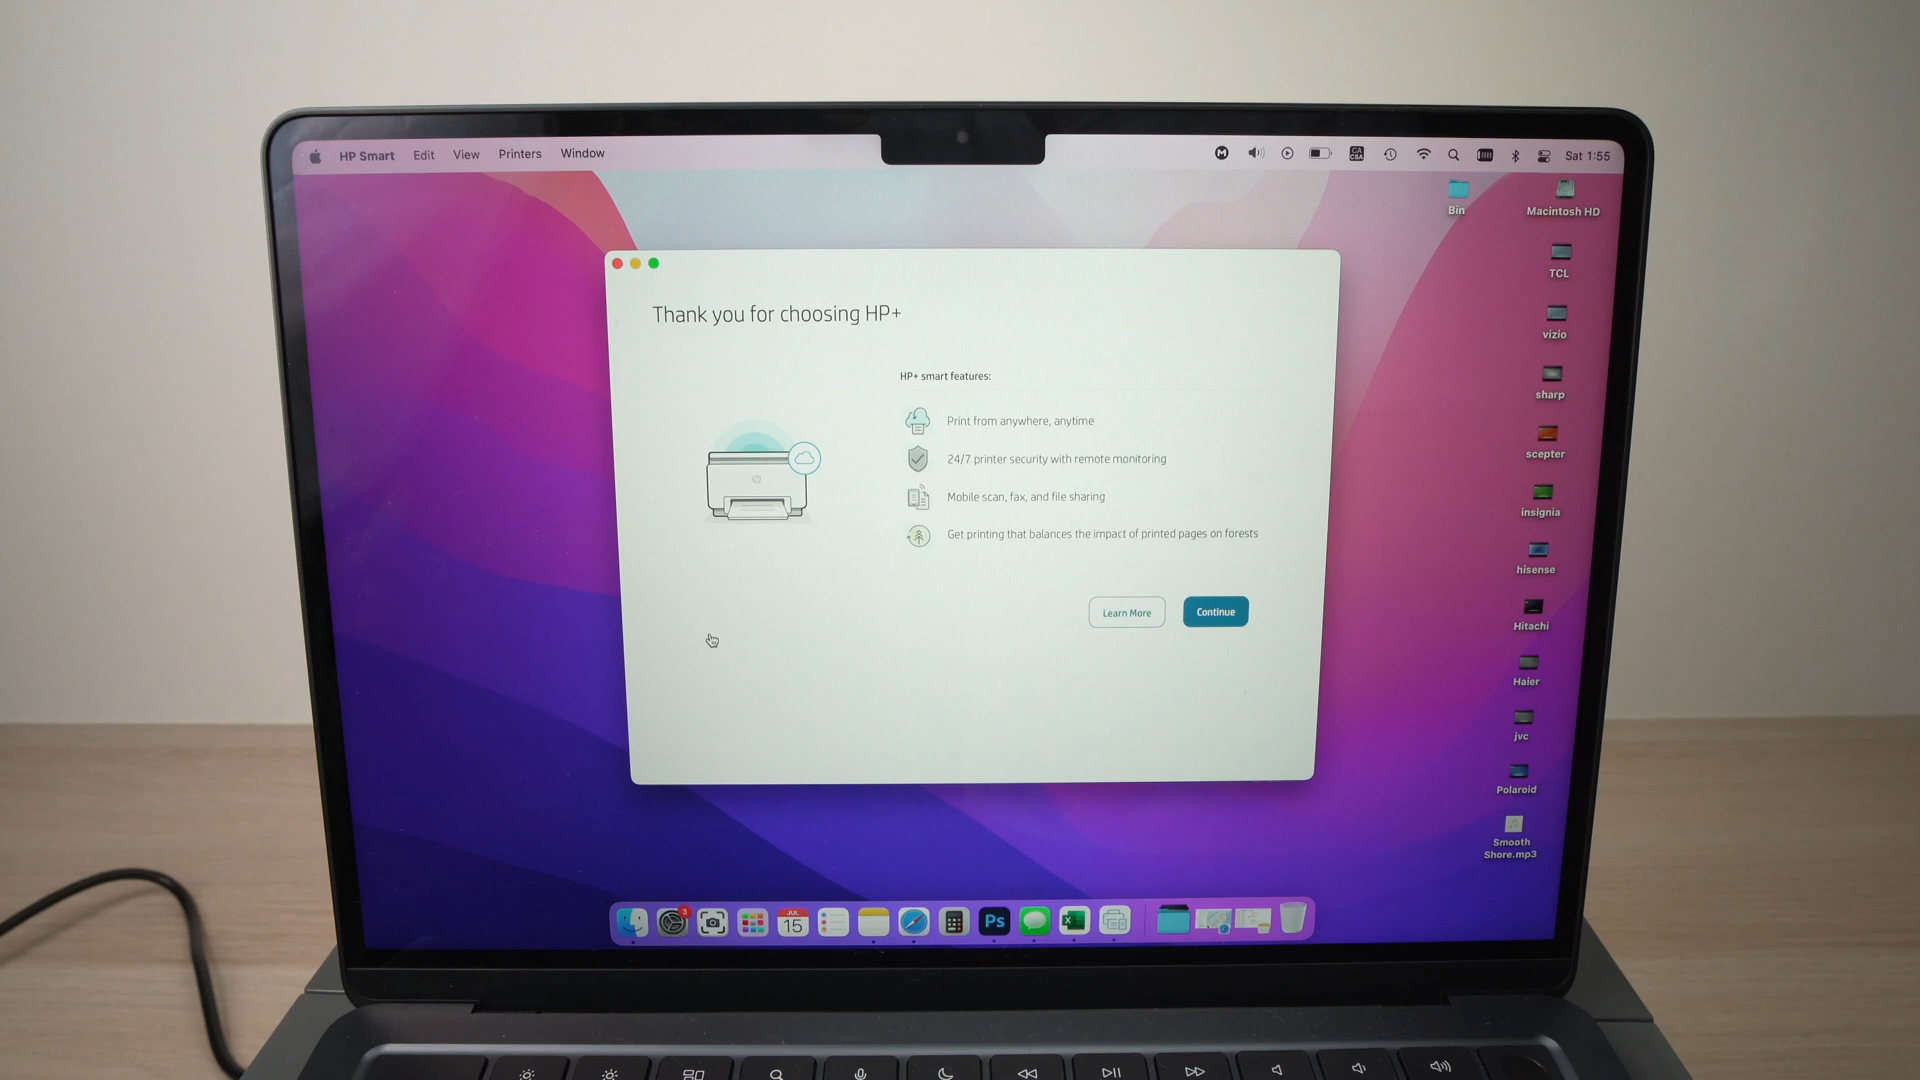 HP Smart Edit View Printers Window
Sat 1:55
Bin
Macintosh HD
TCL
vizio
sharp
scepter
insignia
hisense
Hitachi
Haier
jvc
Polaroid
Smooth
Shore.mp3
Thank you for choosing HP+
HP+ smart features:
Print from anywhere, anytime
24/7 printer security with remote monitoring
Mobile scan, fax, and file sharing
Get printing that balances the impact of printed pages on forests
Learn More
Continue
3
JUL
15
Ps